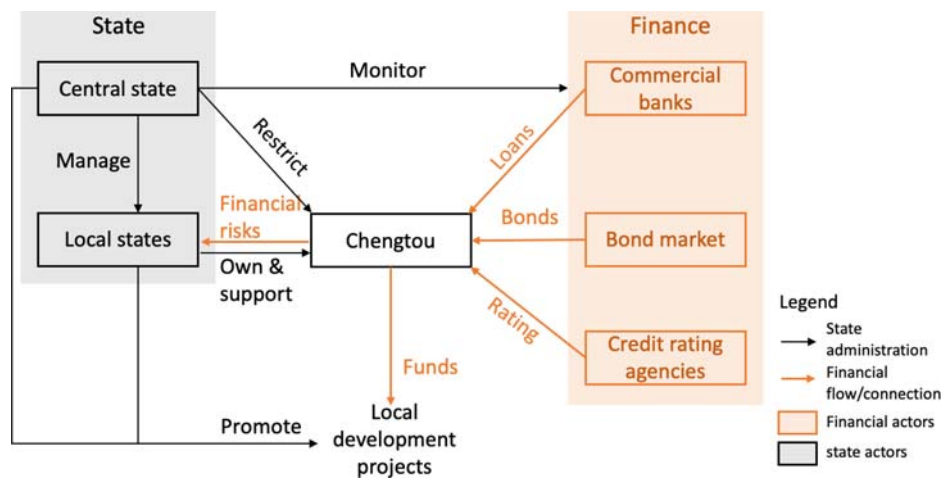 State
Finance
Central state
Monitor
Commercial
banks
Restrict
Loans
Manage
Financial
risks
Local states
Chengtou
Bonds
Bond market
Own &
support
Rating
Credit rating
agencies
Funds
Promote
Local
development
projects
Legend
State
administration
Financial
flow/connection
Financial actors
state actors